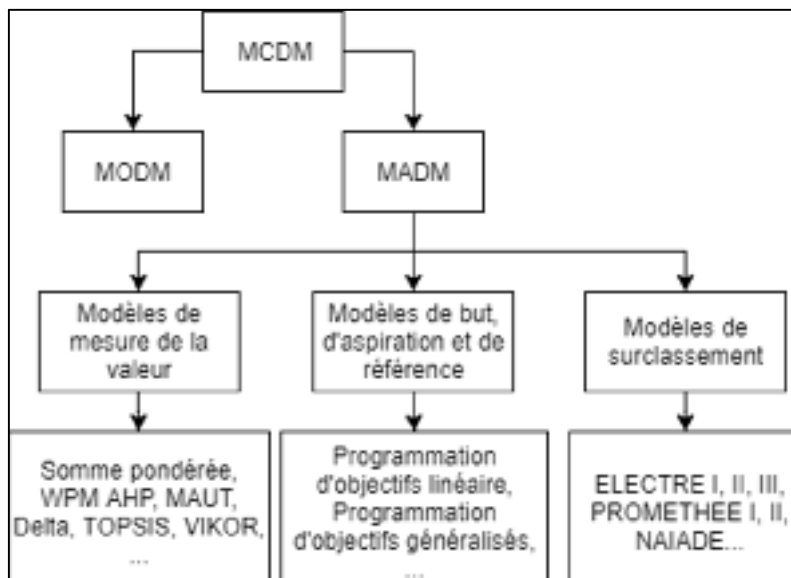 MCDM
MODM
MADM
Modèles de
mesure de la
valeur
Modèles de but,
d'aspiration et de
référence
Modèles de
surclassement
Somme pondérée,
WPM AHP, MAUT,
Delta, TOPSIS, VIKOR,
...
Programmation
d'objectifs linéaire,
Programmation
d'objectifs généralisés,
...
ELECTRE I, II, III,
PROMETHEE I, II,
NAIADE...